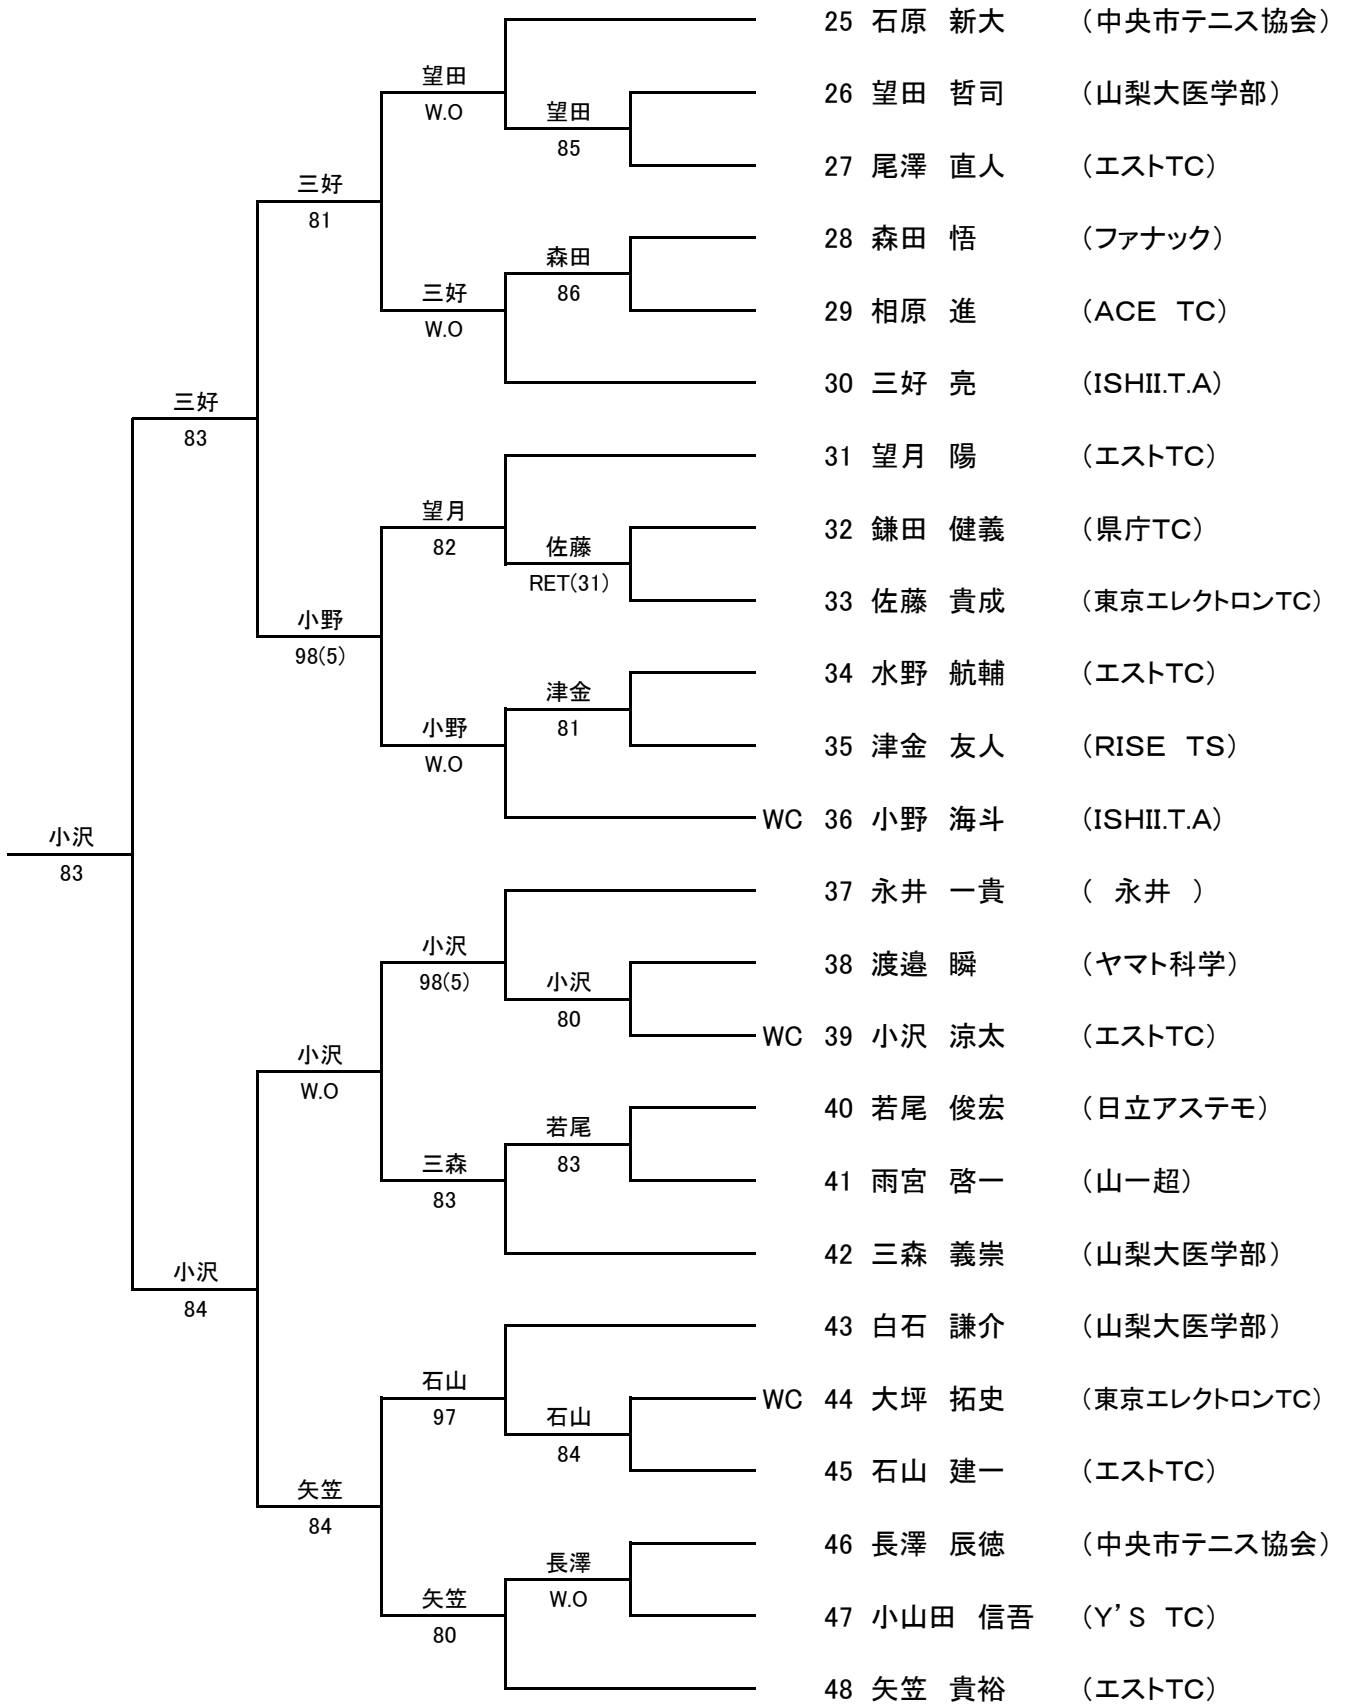 25 石原 新大 （中央市テニス協会）
望田
26 望田 哲司 （山梨大医学部）
W.O 望田
85
27 尾澤 直人 （エストTC）
三好
81
28 森田 悟 （ファナック）
森田
三好 86
29 相原 進 （ACE TC）
W.O
30 三好 亮 （ISHII.T.A）
三好
83
31 望月 陽 （エストTC）
望月
32 鎌田 健義 （県庁TC）
82 佐藤
RET(31)
33 佐藤 貴成 （東京エレクトロンTC）
小野
98(5)
34 水野 航輔 （エストTC）
津金
小野 81
35 津金 友人 （RISE TS）
W.O
WC 36 小野 海斗 （ISHII.T.A）
小沢
83
37 永井 一貴 （ 永井 ）
小沢
38 渡邉 瞬 （ヤマト科学）
98(5) 小沢
80
WC 39 小沢 涼太 （エストTC）
小沢
W.O
40 若尾 俊宏 （日立アステモ）
若尾
三森 83
41 雨宮 啓一 （山一超）
83
42 三森 義崇 （山梨大医学部）
小沢
84
43 白石 謙介 （山梨大医学部）
石山
WC 44 大坪 拓史 （東京エレクトロンTC）
97 石山
84
45 石山 建一 （エストTC）
矢笠
84
46 長澤 辰徳 （中央市テニス協会）
長澤
矢笠 W.O
47 小山田 信吾 （Y'S TC）
80
48 矢笠 貴裕 （エストTC）